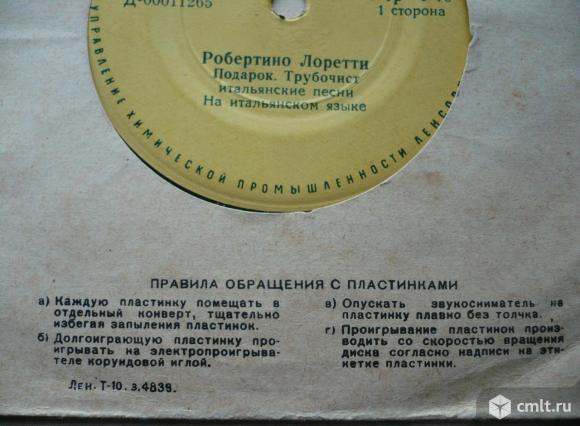 Д-00011265
1 сторона
Робертино Лоретти
Подарок. Трубочист
итальянские песни
На итальянском языке
УПРАВЛЕНИЕ ХИМИЧЕСКОЙ ПРОМЫШЛЕННОСТИ ЛЕНСОВ
ПРАВИЛА ОБРАЩЕНИЯ С ПЛАСТИНКАМИ
а) Каждую пластинку помещать в
отдельный конверт, тщательно
избегая запыления пластинок.
б) Долгоиграющую пластинку про-
игрывать на электропроигрыва-
теле корундовой иглой.
в) Опускать звукосниматель на
пластинку плавно без толчка.
г) Проигрывание пластинок произ-
водить со скоростью вращения
диска согласно надписи на эти-
кетке пластинки.
Лен. Т-10. з.4839.
cmlt.ru